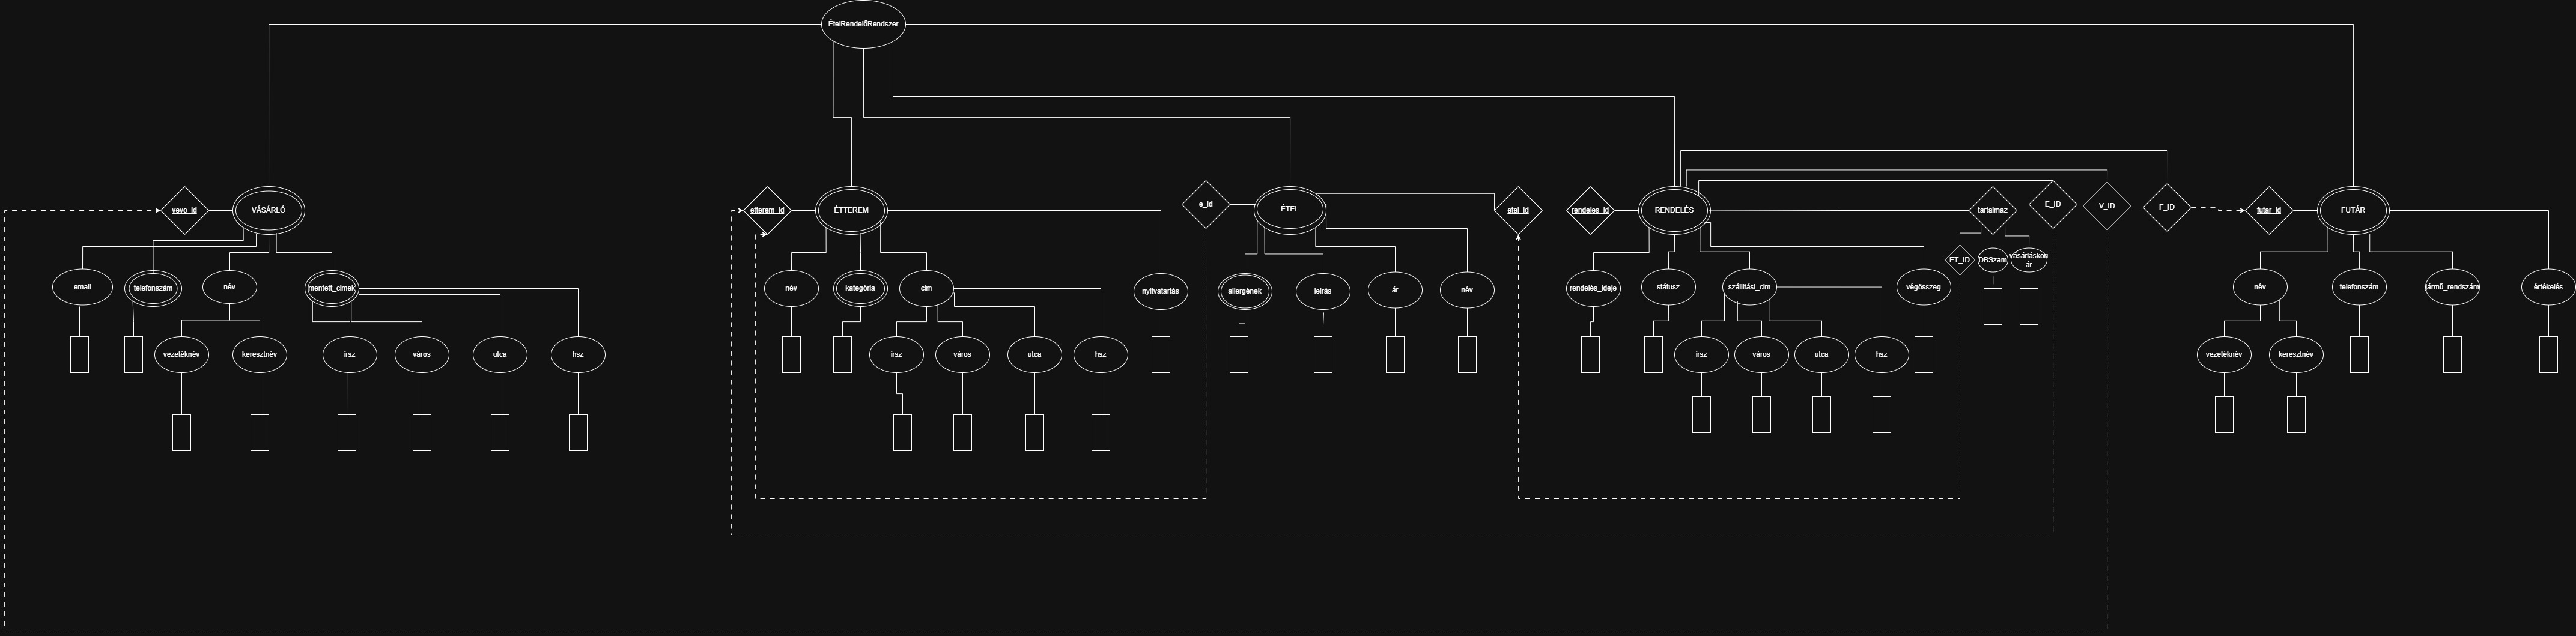 ÉtelRendelőRendszer
vevo_id
VÁSÁRLÓ
etterem_id
ÉTTEREM
e_id
ÉTEL
etel_id
rendeles_id
RENDELÉS
tartalmaz
E_ID
V_ID
F_ID
futar_id
FUTÁR
ET_ID
DBSzam
vásárláskori
ár
email
telefonszám
név
mentett_cimek
név
kategória
cim
nyitvatartás
allergének
leírás
ár
név
rendelés_ideje
státusz
szállitási_cim
végösszeg
név
telefonszám
jármű_rendszám
értékelés
vezetéknév
keresztnév
irsz
város
utca
hsz
irsz
város
utca
hsz
irsz
város
utca
hsz
vezetéknév
keresztnév